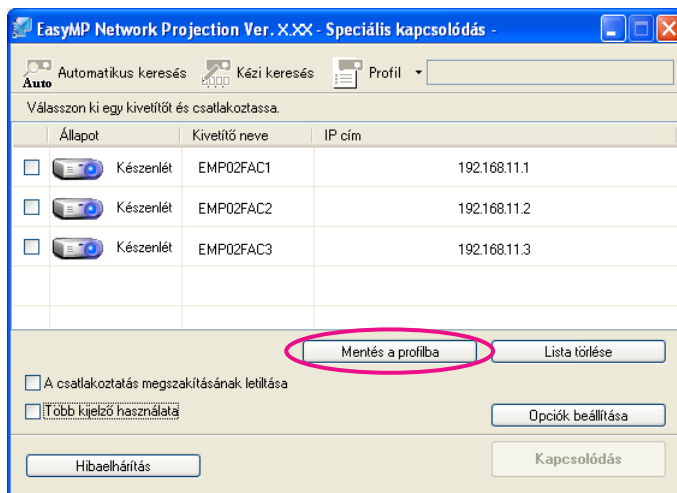 EasyMP Network Projection Ver. X.XX - Speciális kapcsolódás -
Auto Automatikus keresés Kézi keresés Profil
Válasszon ki egy kivetítőt és csatlakoztassa.
Állapot Kivetítő neve IP cím
Készenlét EMP02FAC1 192.168.11.1
Készenlét EMP02FAC2 192.168.11.2
Készenlét EMP02FAC3 192.168.11.3
Mentés a profilba Lista törlése
A csatlakoztatás megszakításának letiltása
Több kijelző használata
Opciók beállítása
Hibaelhárítás Kapcsolódás